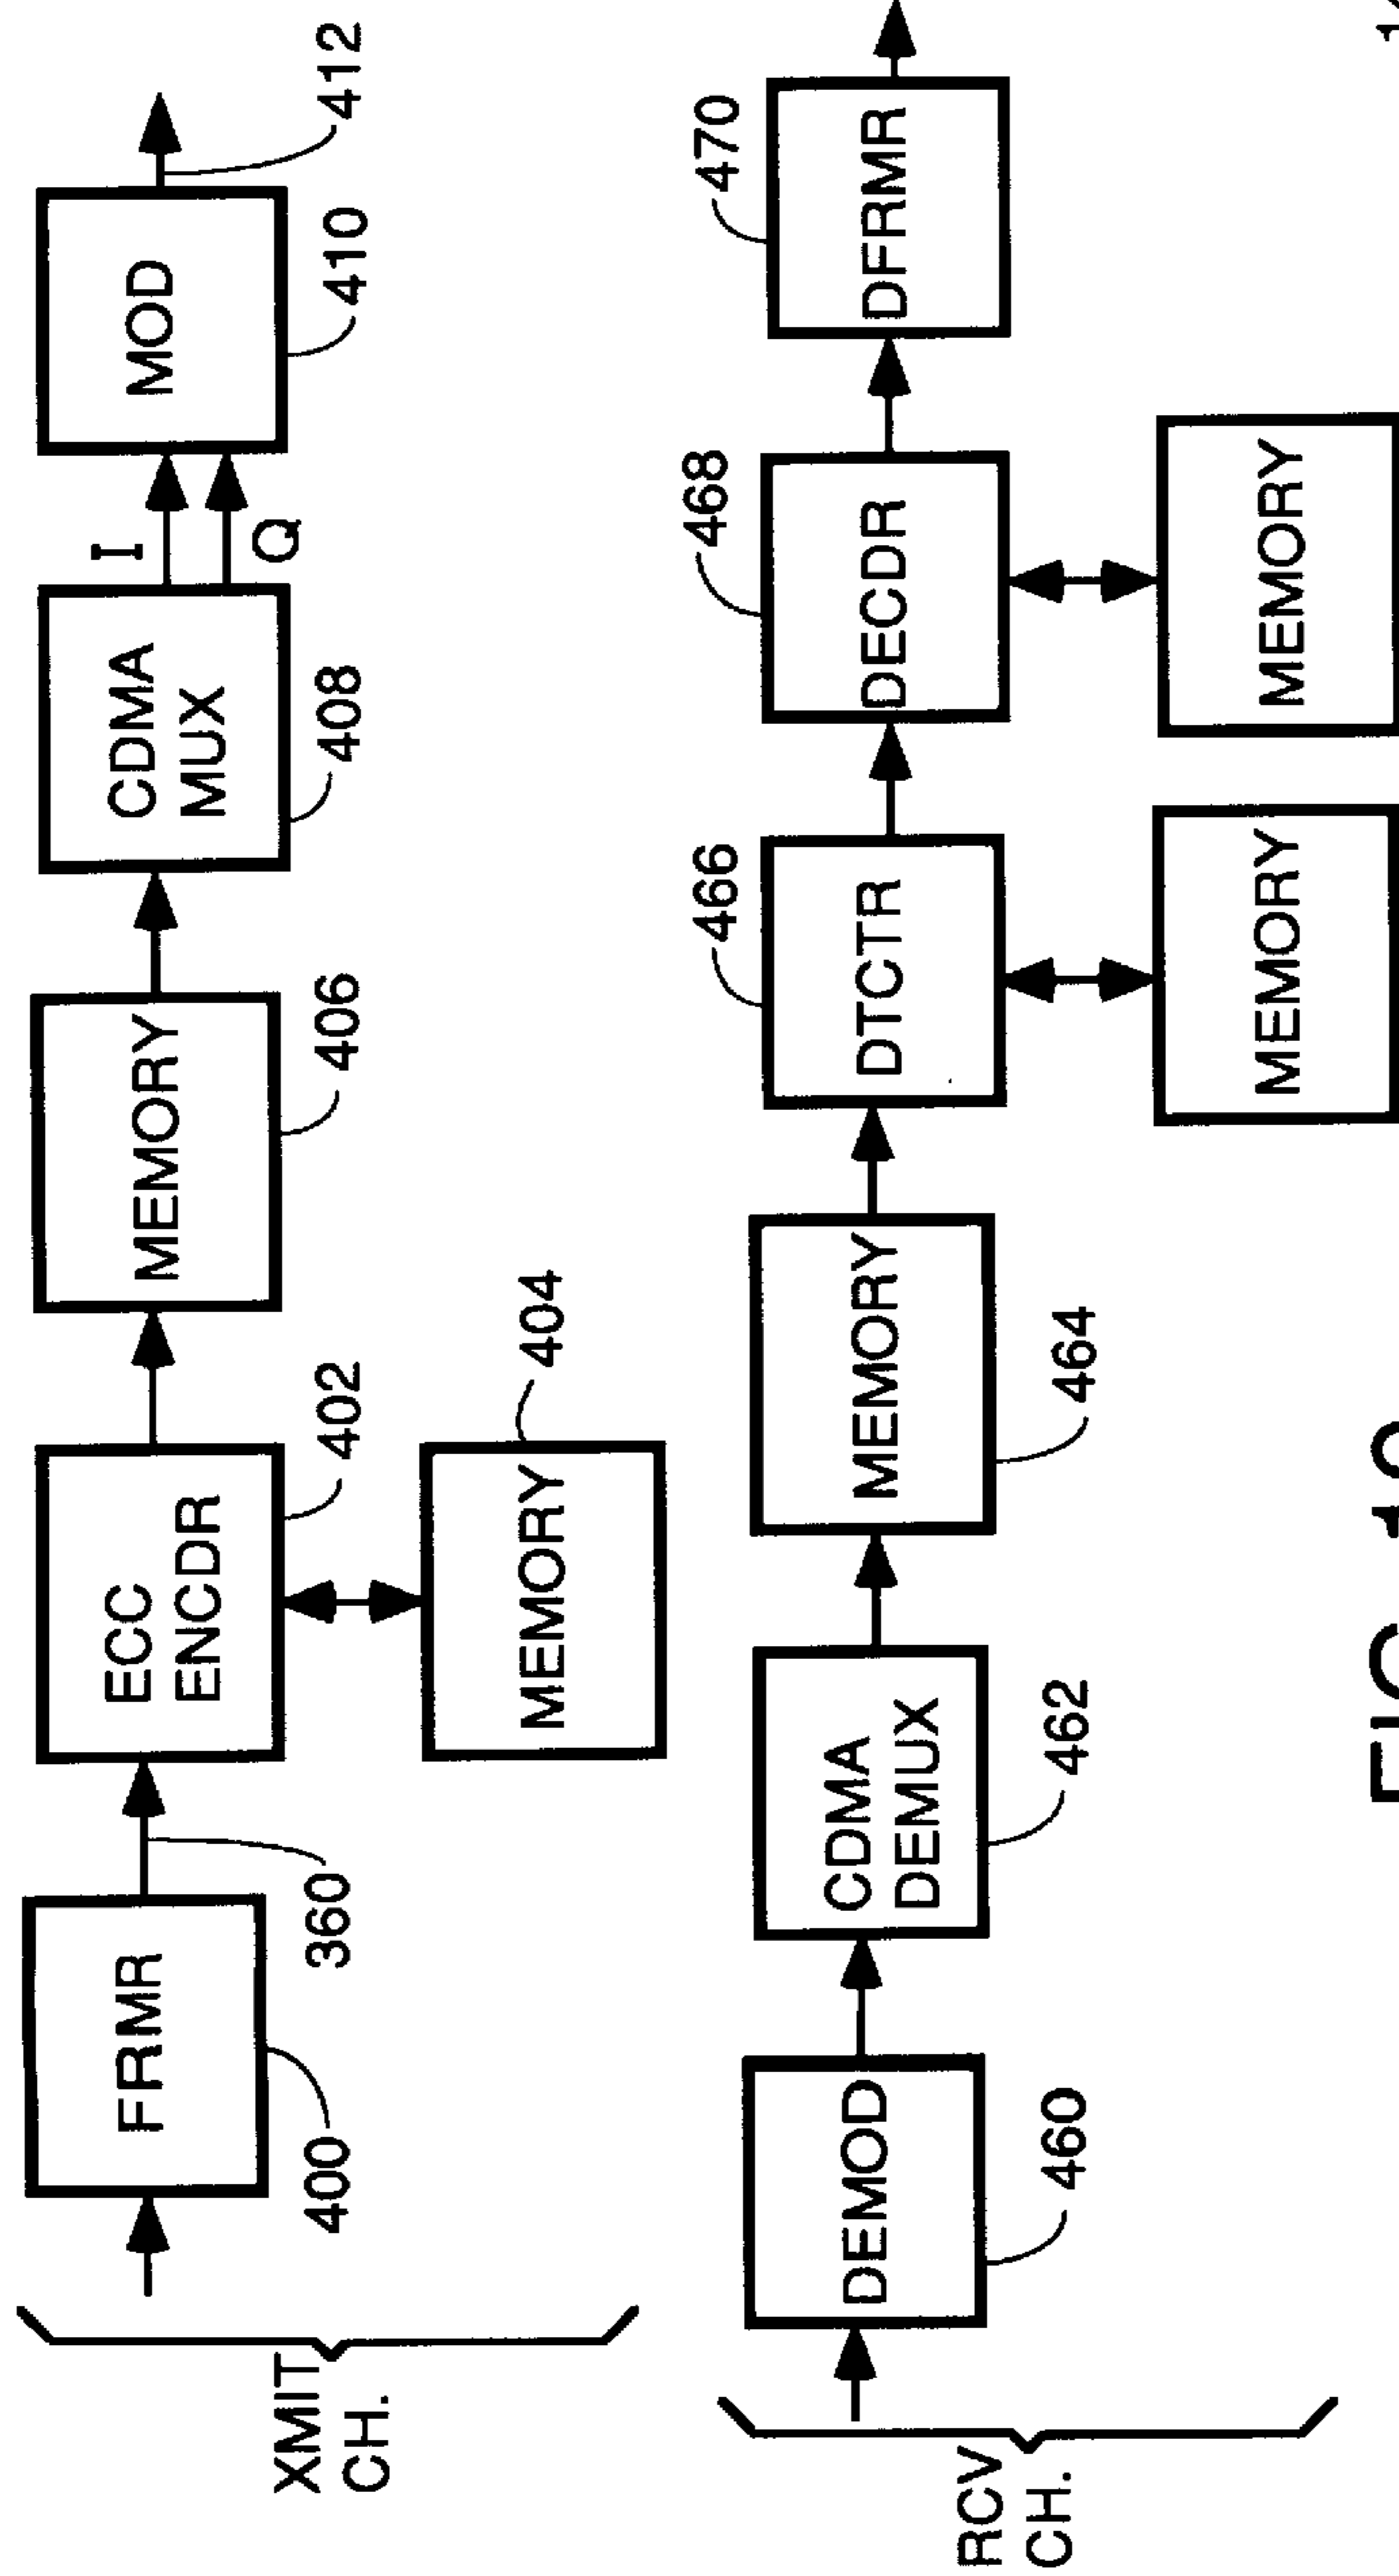 XMIT
CH.
FRMR
400
360
ECC
ENCDR
402
MEMORY
404
MEMORY
406
CDMA
MUX
408
I
Q
MOD
410
412
RCV
CH.
DEMOD
460
CDMA
DEMUX
462
MEMORY
464
DTCTR
466
MEMORY
DECDR
468
MEMORY
DFRMR
470